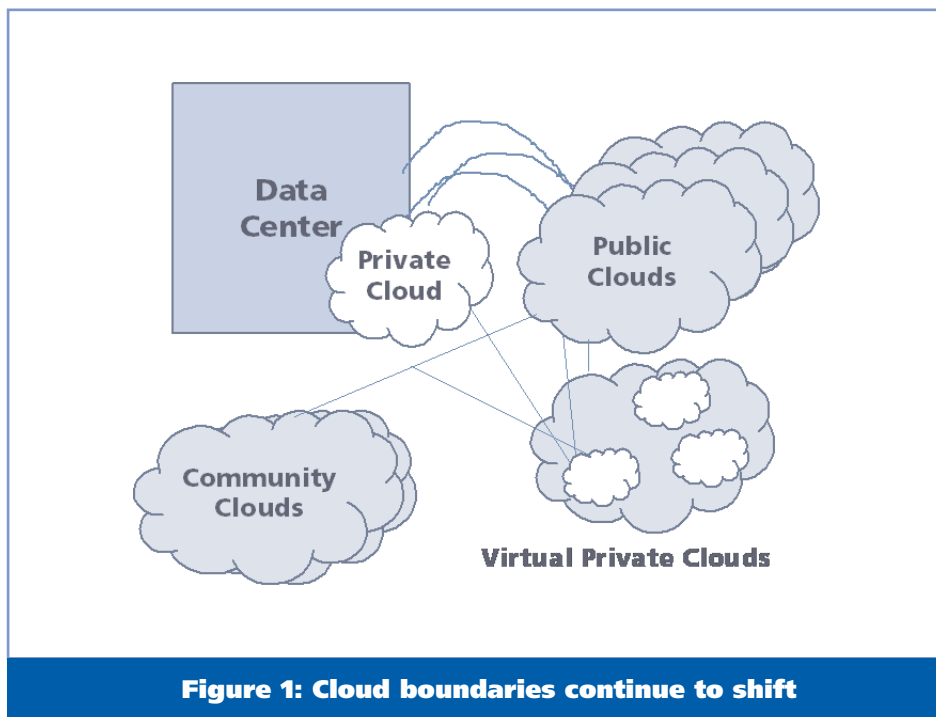 Data
Center
Private
Cloud
Public
Clouds
Community
Clouds
Virtual Private Clouds
Figure 1: Cloud boundaries continue to shift